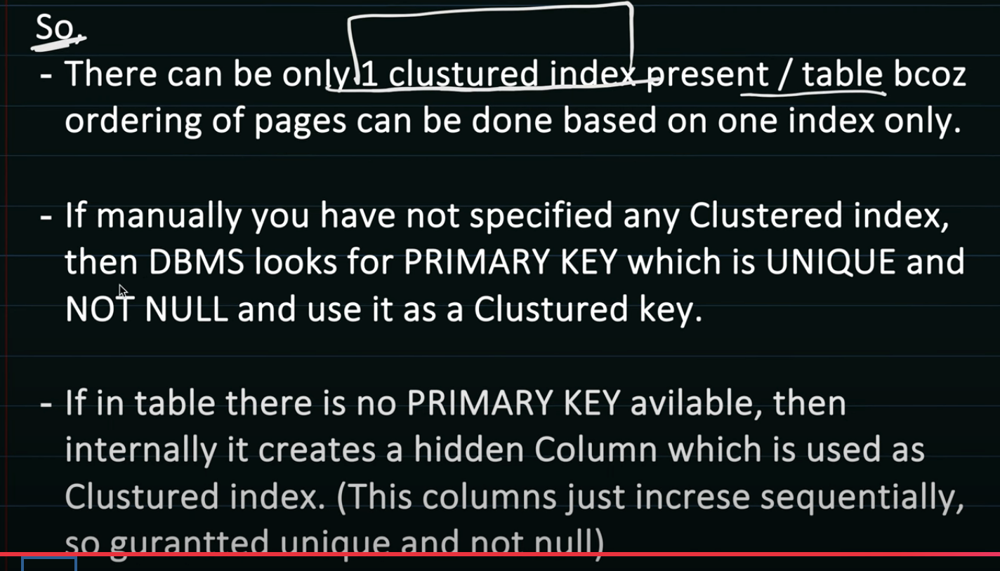 So,
- There can be only 1 clustured index present / table bcoz
ordering of pages can be done based on one index only.
- If manually you have not specified any Clustered index,
then DBMS looks for PRIMARY KEY which is UNIQUE and
NOT NULL and use it as a Clustured key.
- If in table there is no PRIMARY KEY avilable, then
internally it creates a hidden Column which is used as
Clustured index. (This columns just increse sequentially,
so gurantted unique and not null)